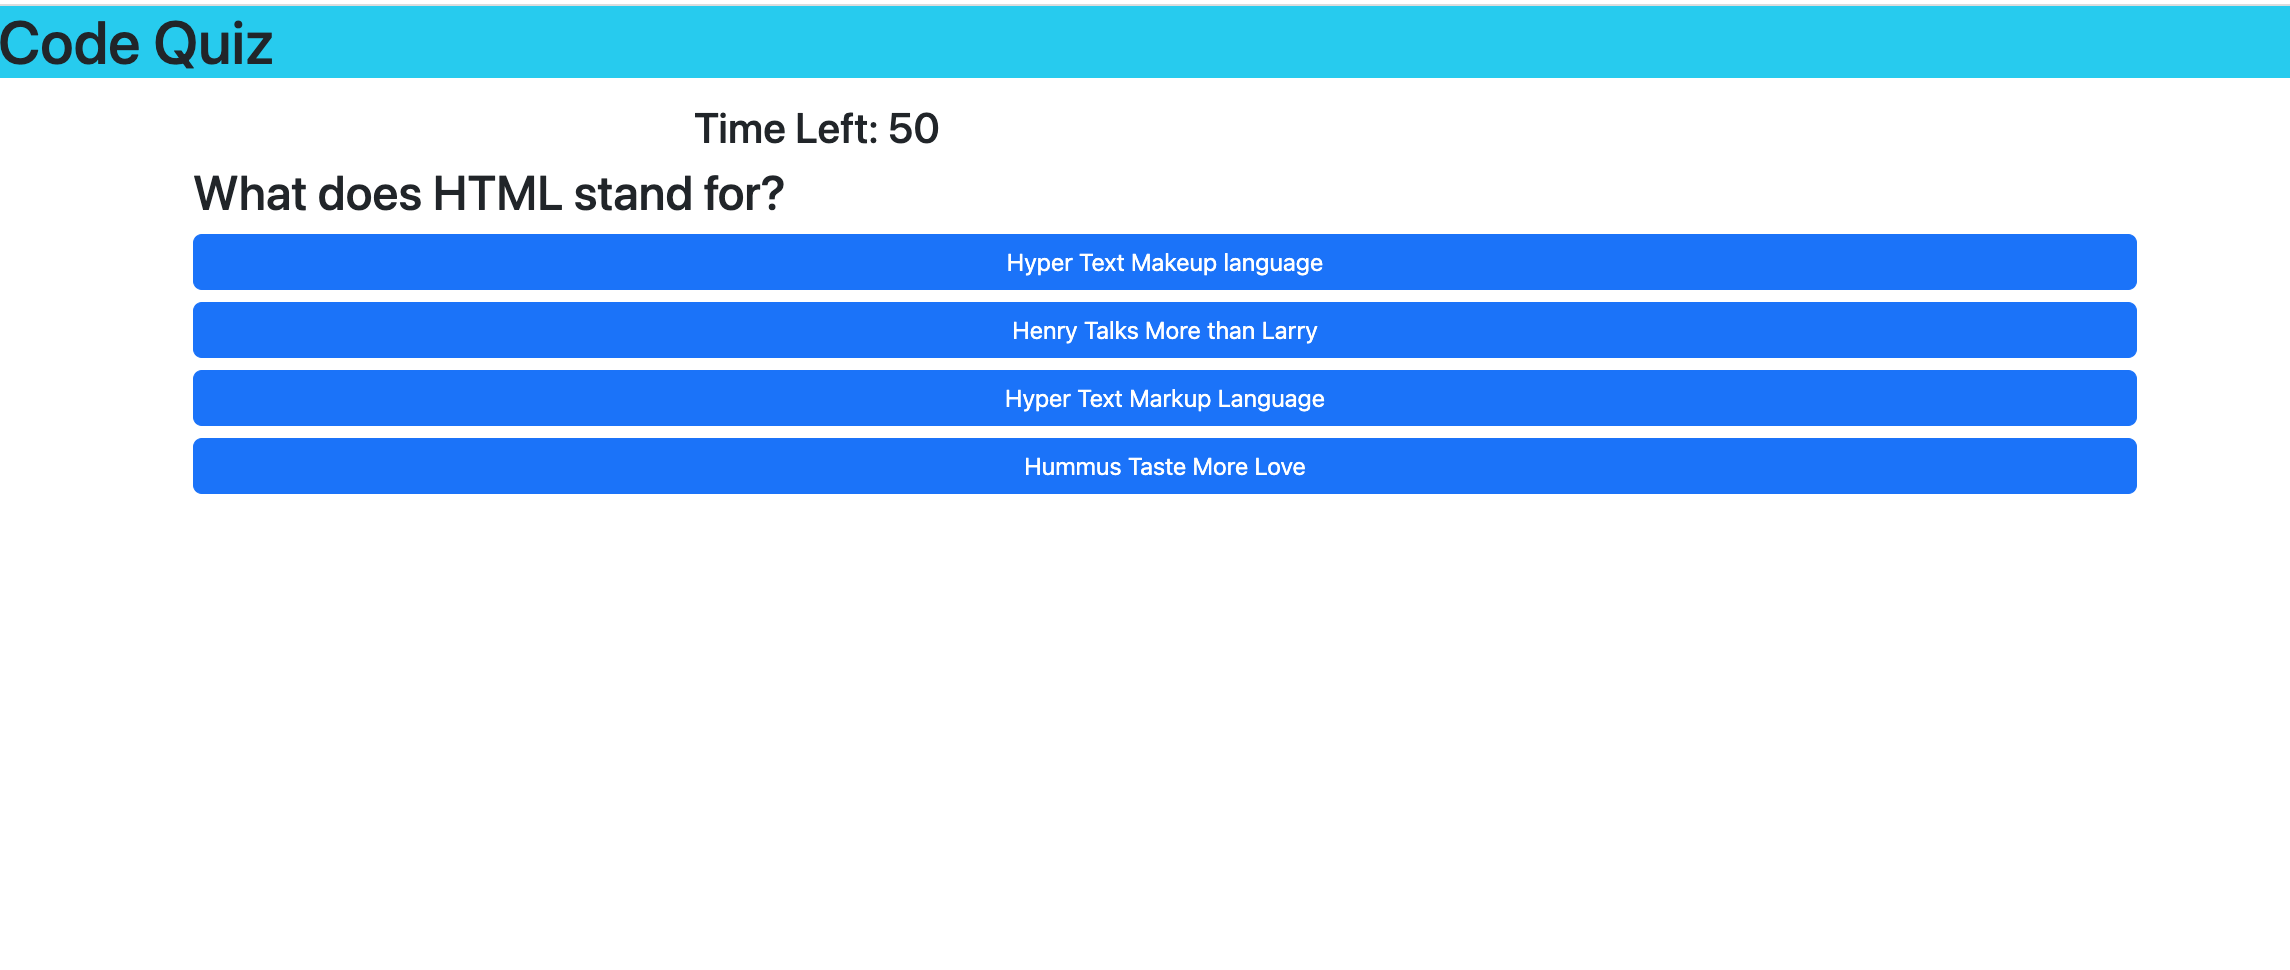 Code Quiz
Time Left: 50
What does HTML stand for?
Hyper Text Makeup language
Henry Talks More than Larry
Hyper Text Markup Language
Hummus Taste More Love